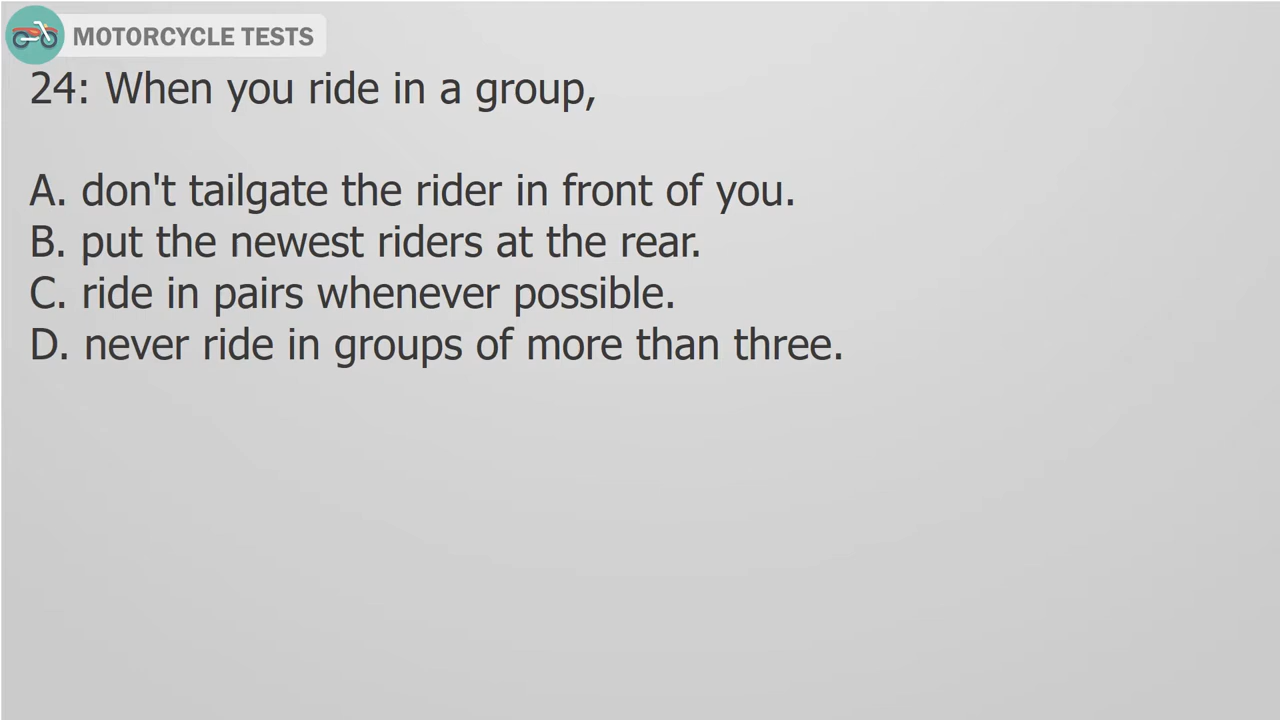 MOTORCYCLE TESTS
24: When you ride in a group,
A. don't tailgate the rider in front of you.
B. put the newest riders at the rear.
C. ride in pairs whenever possible.
D. never ride in groups of more than three.